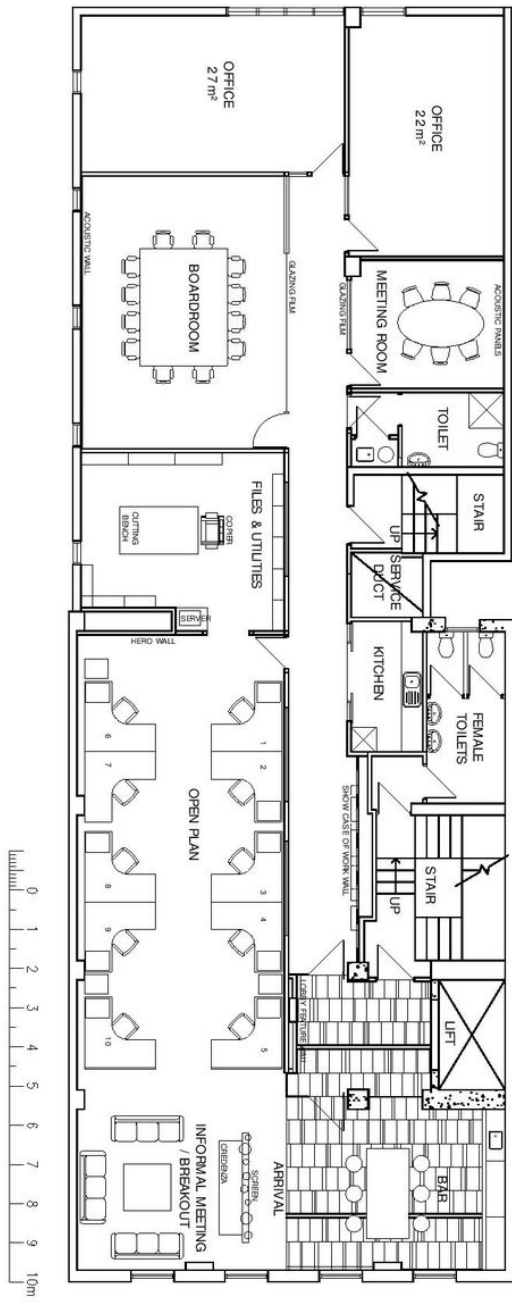 OFFICE
27 m²
OFFICE
22 m²
ACOUSTIC WALL
BOARDROOM
GLAZING FILM
GLAZING FILM
MEETING ROOM
ACOUSTIC PANELS
TOILET
STAIR
UP
SERVICE
DUCT
FILES & UTILITIES
COPIER
CUTTING
BENCH
SERVER
HERO WALL
KITCHEN
FEMALE
TOILETS
OPEN PLAN
1
2
3
4
5
6
7
8
9
10
SHOW CASE OF WORK WALL
STAIR
UP
LIFT
LOBBY FEATURE WALL
ARRIVAL
BAR
SCREEN
CREDENZA
INFORMAL MEETING
/ BREAKOUT
0 1 2 3 4 5 6 7 8 9 10m